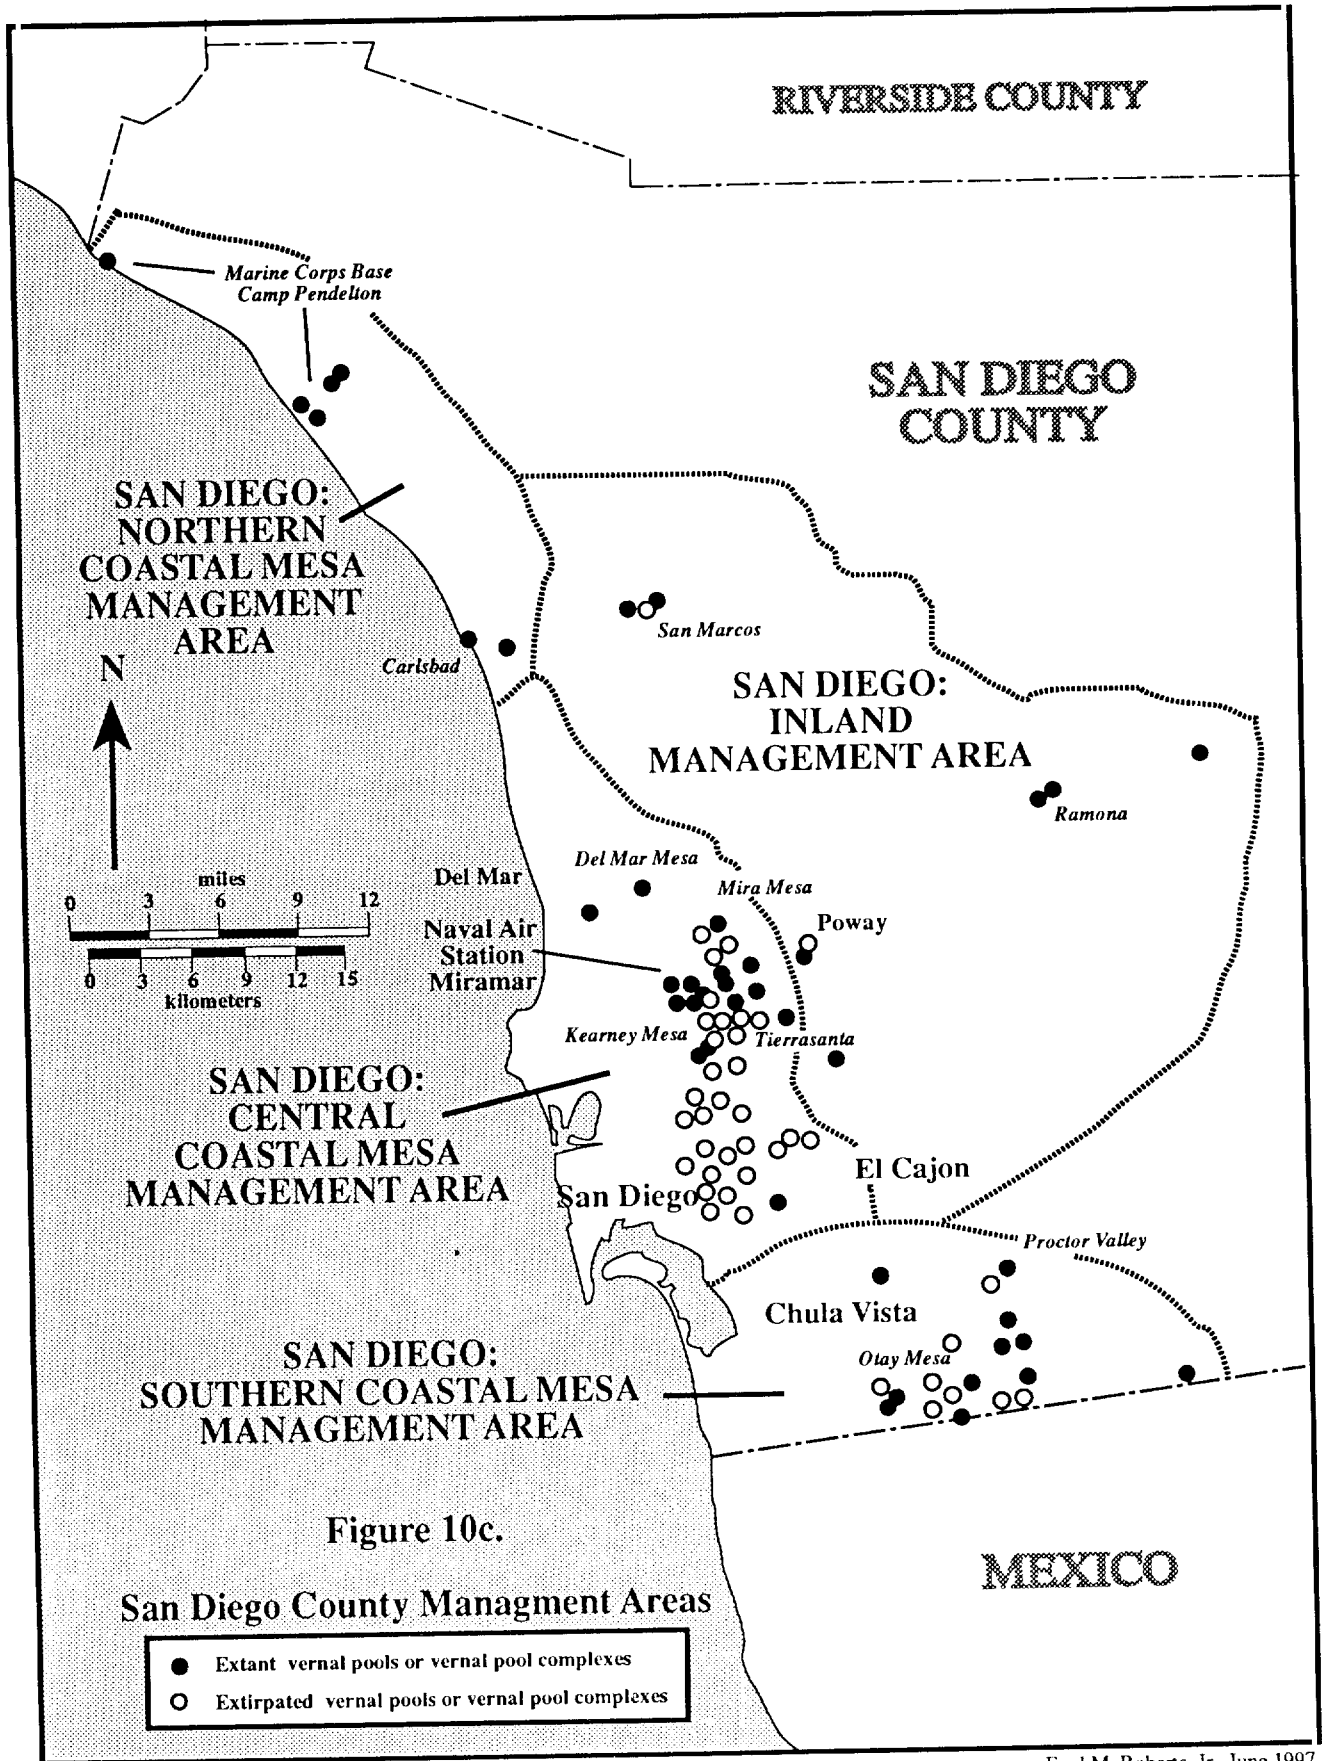 RIVERSIDE COUNTY
Marine Corps Base
Camp Pendelton
SAN DIEGO
COUNTY
SAN DIEGO:
NORTHERN
COASTAL MESA
MANAGEMENT
AREA
San Marcos
Carlsbad
N
SAN DIEGO:
INLAND
MANAGEMENT AREA
Ramona
Del Mar Mesa
Del Mar
Mira Mesa
miles
0 3 6 9 12
Poway
Naval Air
Station
Miramar
0 3 6 9 12 15
kilometers
Kearney Mesa
Tierrasanta
SAN DIEGO:
CENTRAL
COASTAL MESA
MANAGEMENT AREA
El Cajon
San Diego
Proctor Valley
Chula Vista
SAN DIEGO:
SOUTHERN COASTAL MESA
MANAGEMENT AREA
Otay Mesa
Figure 10c.
MEXICO
San Diego County Managment Areas
Extant vernal pools or vernal pool complexes
Extirpated vernal pools or vernal pool complexes
M. Roberts, Jr. June 1997